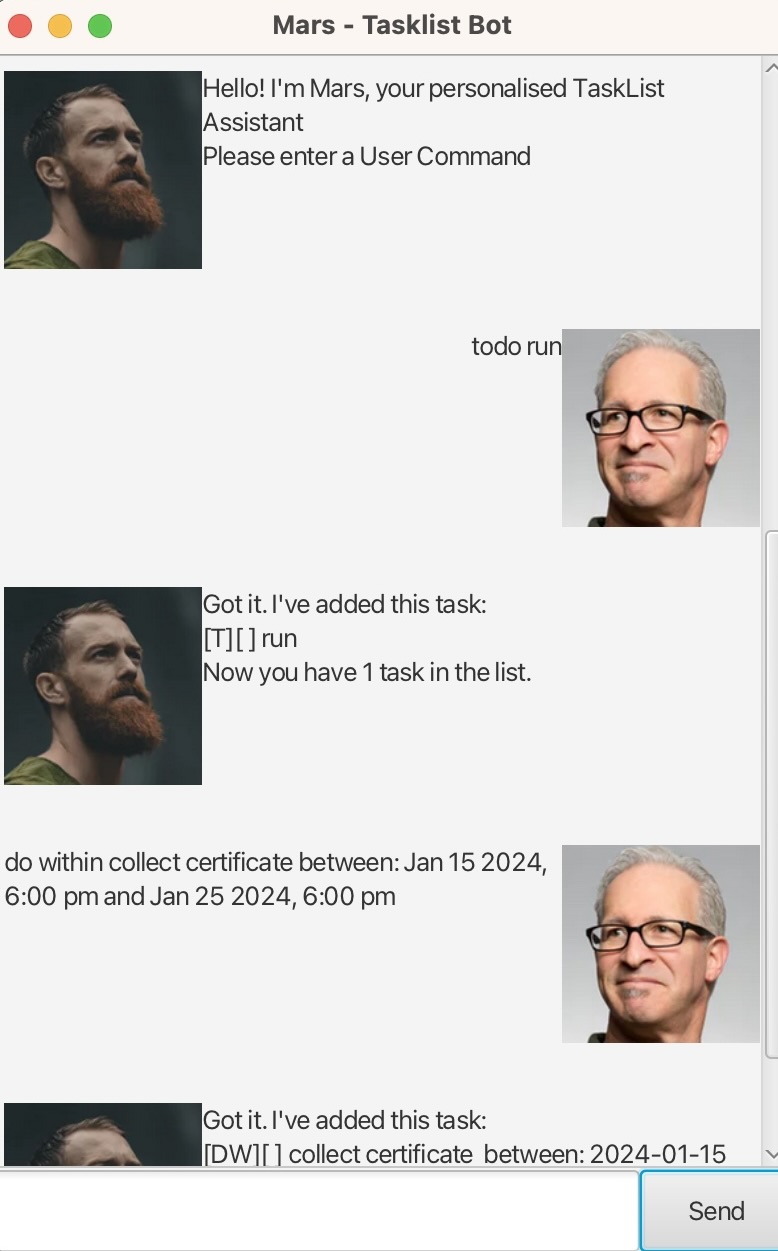 Mars - Tasklist Bot
Hello! I'm Mars, your personalised TaskList
Assistant
Please enter a User Command
todo run
Got it. I've added this task:
[T][ ] run
Now you have 1 task in the list.
do within collect certificate between: Jan 15 2024,
6:00 pm and Jan 25 2024, 6:00 pm
Got it. I've added this task:
[DW][ ] collect certificate  between: 2024-01-15
Send